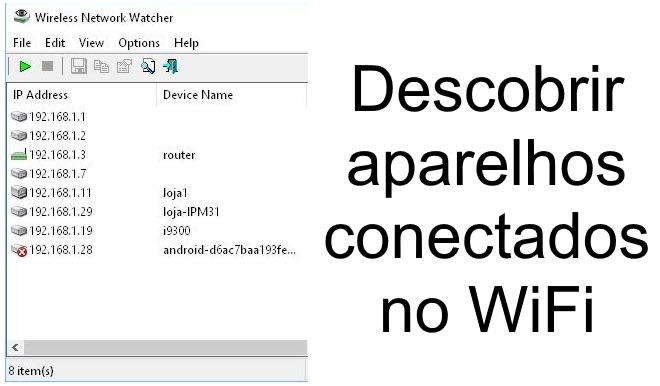 Wireless Network Watcher
File Edit View Options Help
IP Address Device Name
192.168.1.1
192.168.1.2
192.168.1.3 router
192.168.1.7
192.168.1.11 loja1
192.168.1.29 loja-IPM31
192.168.1.19 i9300
192.168.1.28 android-d6ac7baa193fe...
8 item(s)
Descobrir
aparelhos
conectados
no WiFi